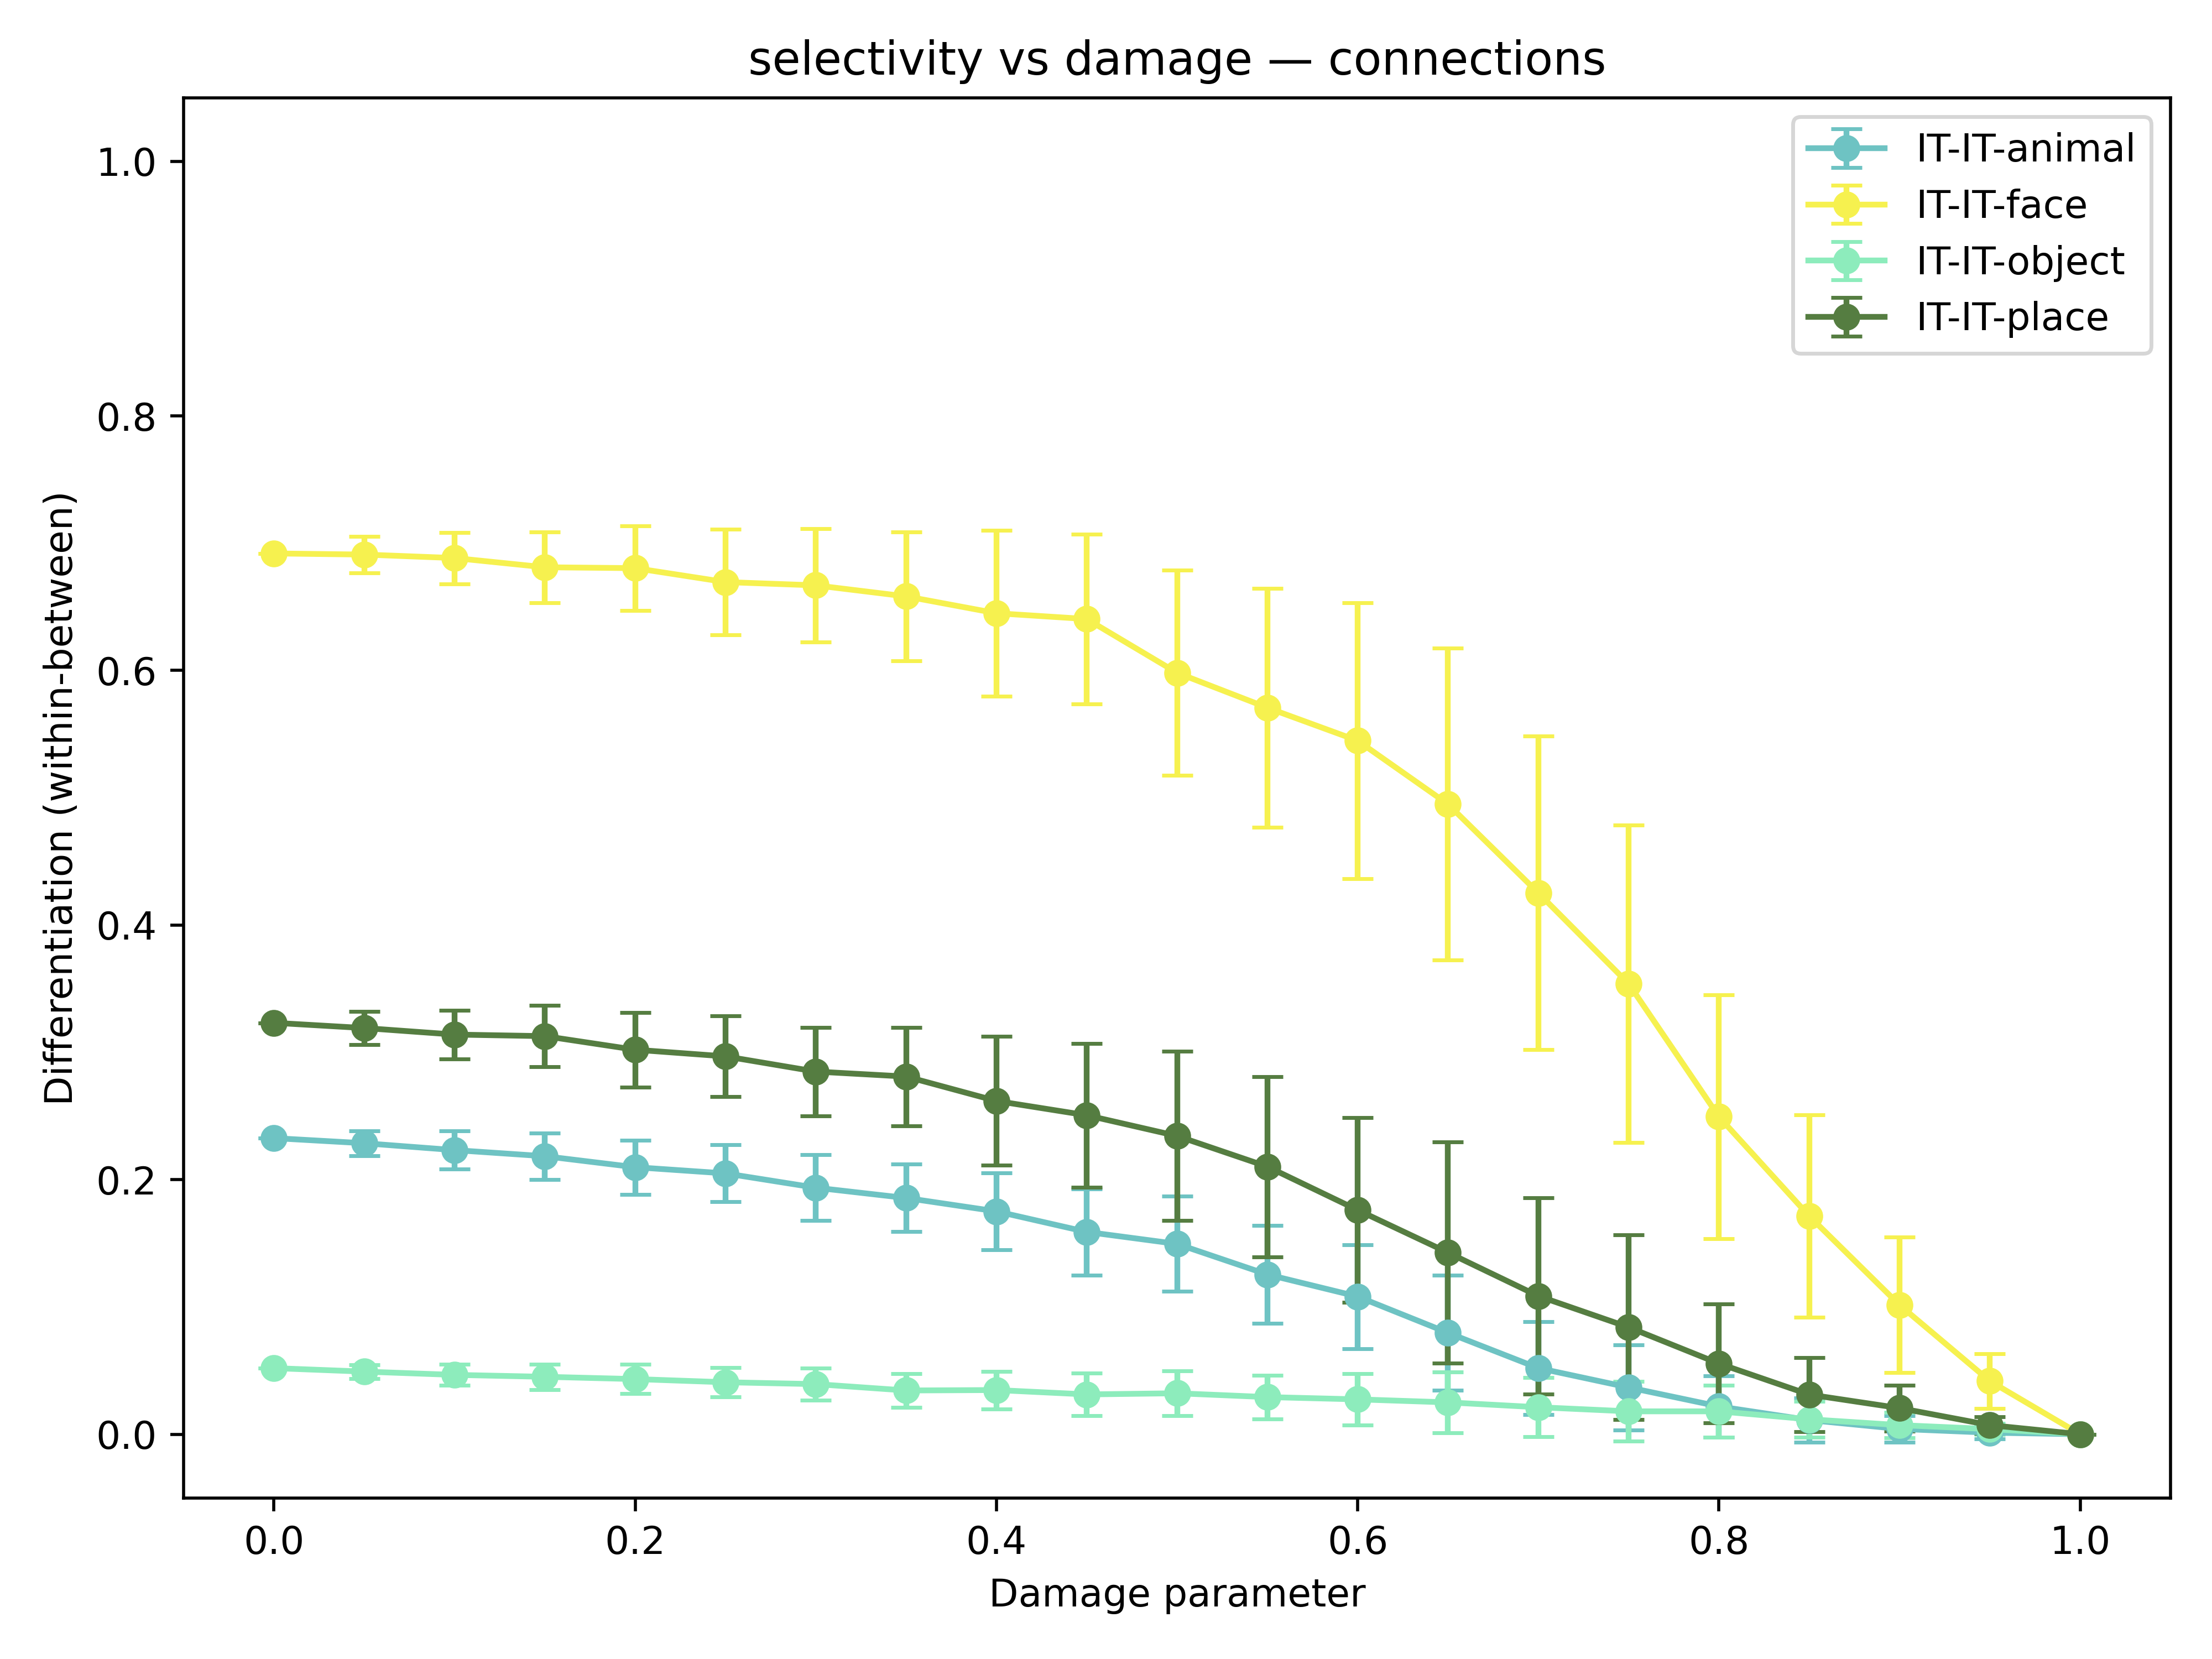 selectivity vs damage — connections
1.0
0.8
0.6
0.4
0.2
0.0
Differentiation (within-between)
IT-IT-animal
IT-IT-face
IT-IT-object
IT-IT-place
0.0 0.2 0.4 0.6 0.8 1.0
Damage parameter